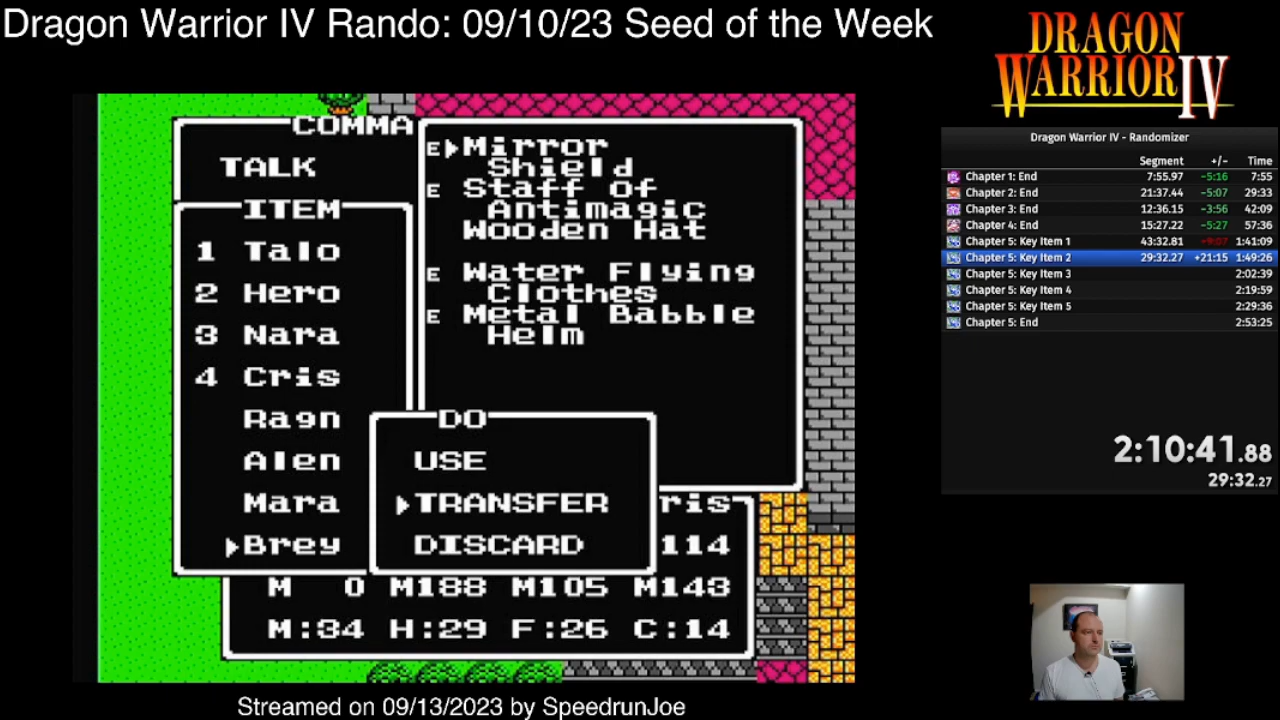 Dragon Warrior IV Rando: 09/10/23 Seed of the Week
DRAGON
WARRIOR IV
COMMA
TALK
ITEM
1 Talo
2 Hero
3 Nara
4 Cris
Ragn
Alen
Mara
Brey
E Mirror
Shield
E Staff of
Antimagic
Wooden Hat
E Water Flying
Clothes
E Metal Babble
Helm
DO
USE
TRANSFER
DISCARD
ris
114
M 0 M188 M105 M143
M:34 H:29 F:26 C:14
Dragon Warrior IV - Randomizer
Segment +/- Time
Chapter 1: End 7:55.97 -5:16 7:55
Chapter 2: End 21:37.44 -5:07 29:33
Chapter 3: End 12:36.15 -3:56 42:09
Chapter 4: End 15:27.22 -5:27 57:36
Chapter 5: Key Item 1 43:32.81 +9:07 1:41:09
Chapter 5: Key Item 2 29:32.27 +21:15 1:49:26
Chapter 5: Key Item 3 2:02:39
Chapter 5: Key Item 4 2:19:59
Chapter 5: Key Item 5 2:29:36
Chapter 5: End 2:53:25
2:10:41.88
29:32.27
Streamed on 09/13/2023 by SpeedrunJoe